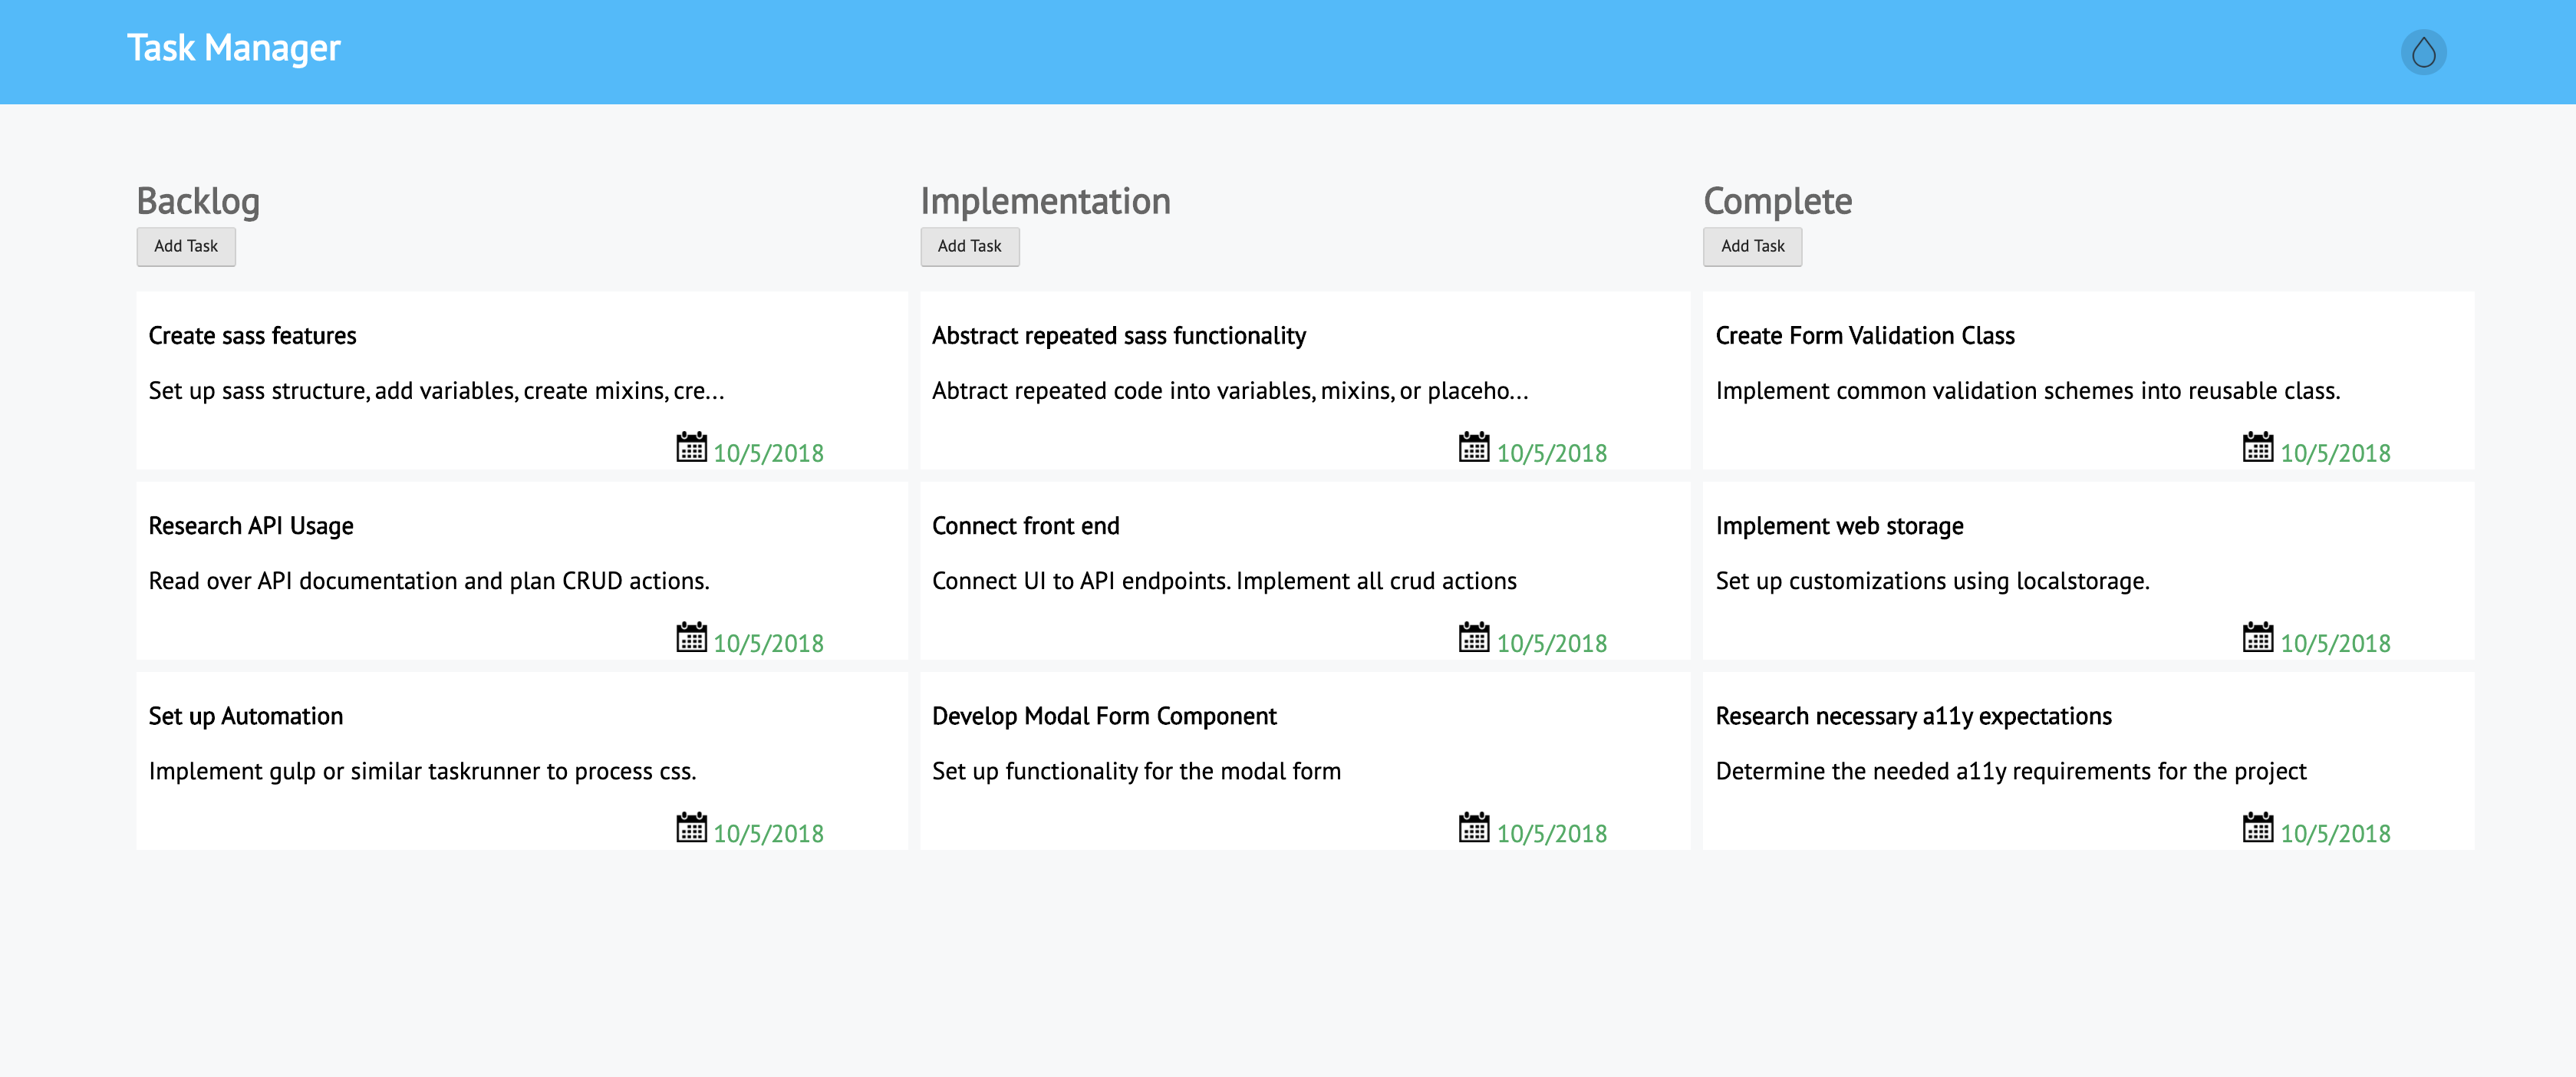 Task Manager
Backlog
Add Task
Create sass features
Set up sass structure, add variables, create mixins, cre...
10/5/2018
Research API Usage
Read over API documentation and plan CRUD actions.
10/5/2018
Set up Automation
Implement gulp or similar taskrunner to process css.
10/5/2018
Implementation
Add Task
Abstract repeated sass functionality
Abtract repeated code into variables, mixins, or placeho...
10/5/2018
Connect front end
Connect UI to API endpoints. Implement all crud actions
10/5/2018
Develop Modal Form Component
Set up functionality for the modal form
10/5/2018
Complete
Add Task
Create Form Validation Class
Implement common validation schemes into reusable class.
10/5/2018
Implement web storage
Set up customizations using localstorage.
10/5/2018
Research necessary a11y expectations
Determine the needed a11y requirements for the project
10/5/2018